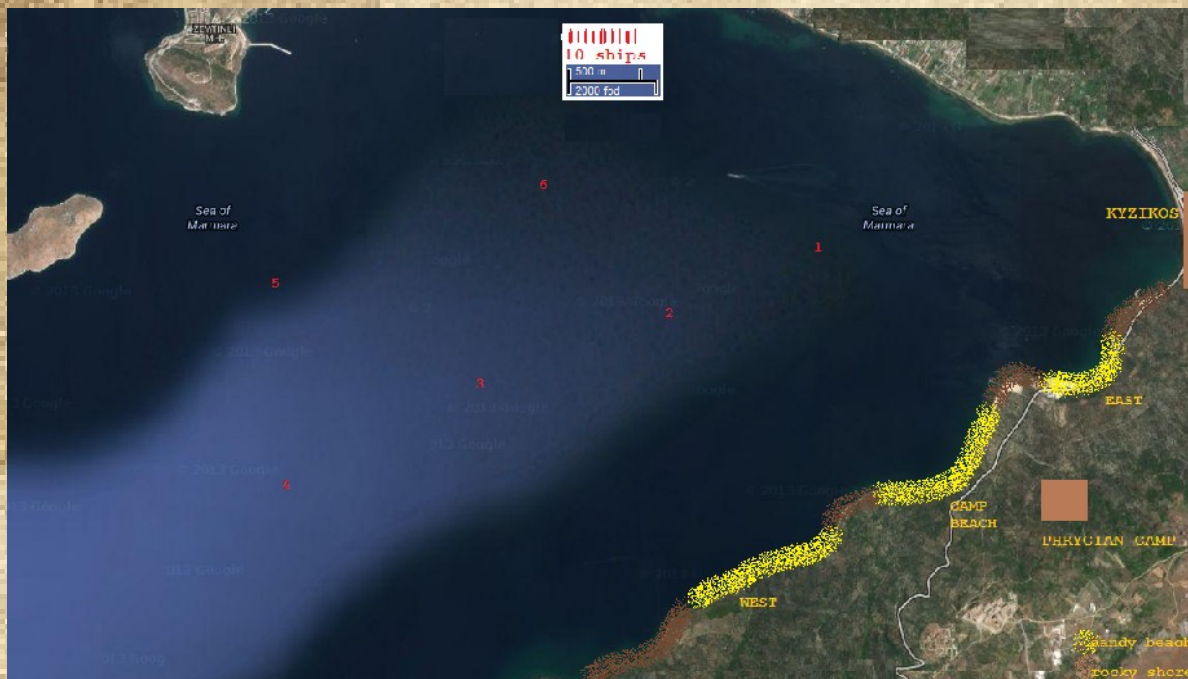 ZEYTINLI
10 ships
500 m
2000 fod
6
Sea of
Marmara
Sea of
Marmara
KYZIKOS
1
5
2
3
EAST
4
CAMP
BEACH
PHRYGIAN CAMP
WEST
sandy beach
rocky shore